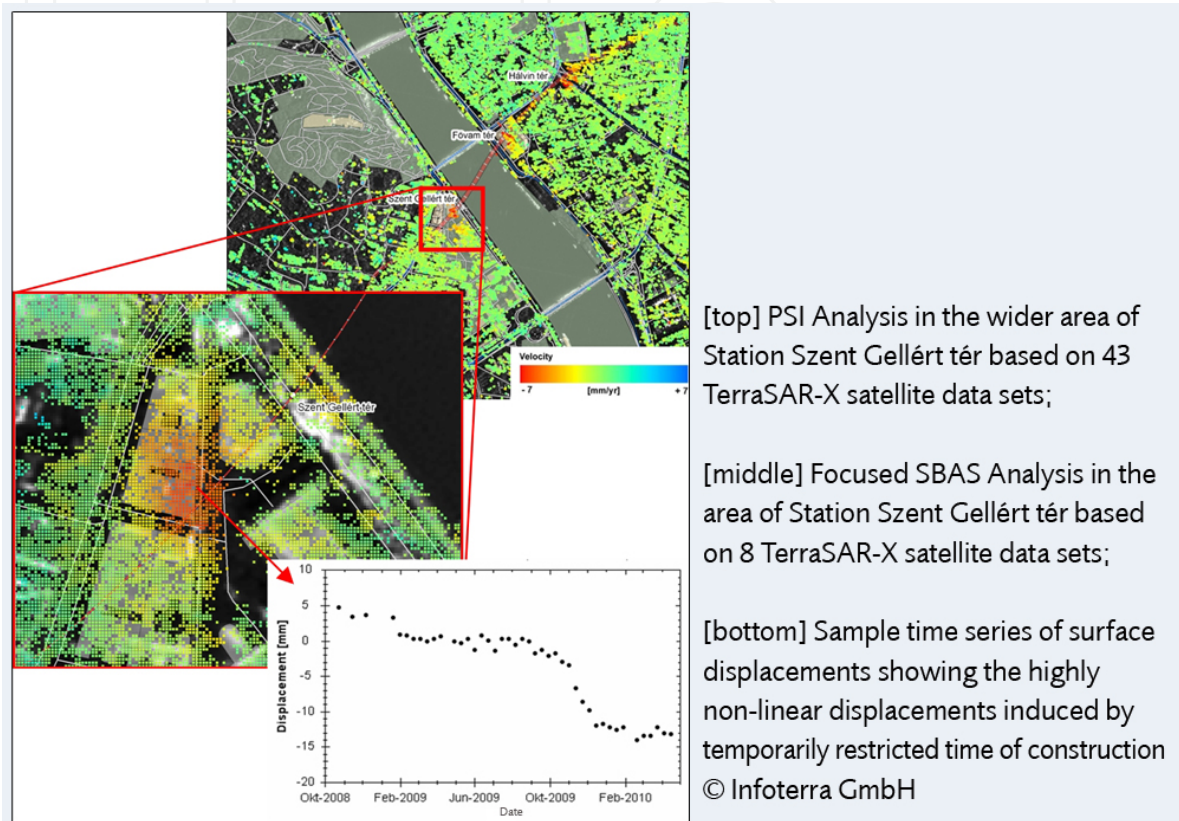 Hálvin tér
Fővam tér
Szent Gellért tér
Velocity
- 7 [mm/yr] + 7
Szent Gellért tér
10
5
0
-5
-10
-15
-20
Displacement [mm]
Okt-2008 Feb-2009 Jun-2009 Okt-2009 Feb-2010
Date
[top] PSI Analysis in the wider area of
Station Szent Gellért tér based on 43
TerraSAR-X satellite data sets;
[middle] Focused SBAS Analysis in the
area of Station Szent Gellért tér based
on 8 TerraSAR-X satellite data sets;
[bottom] Sample time series of surface
displacements showing the highly
non-linear displacements induced by
temporarily restricted time of construction
© Infoterra GmbH